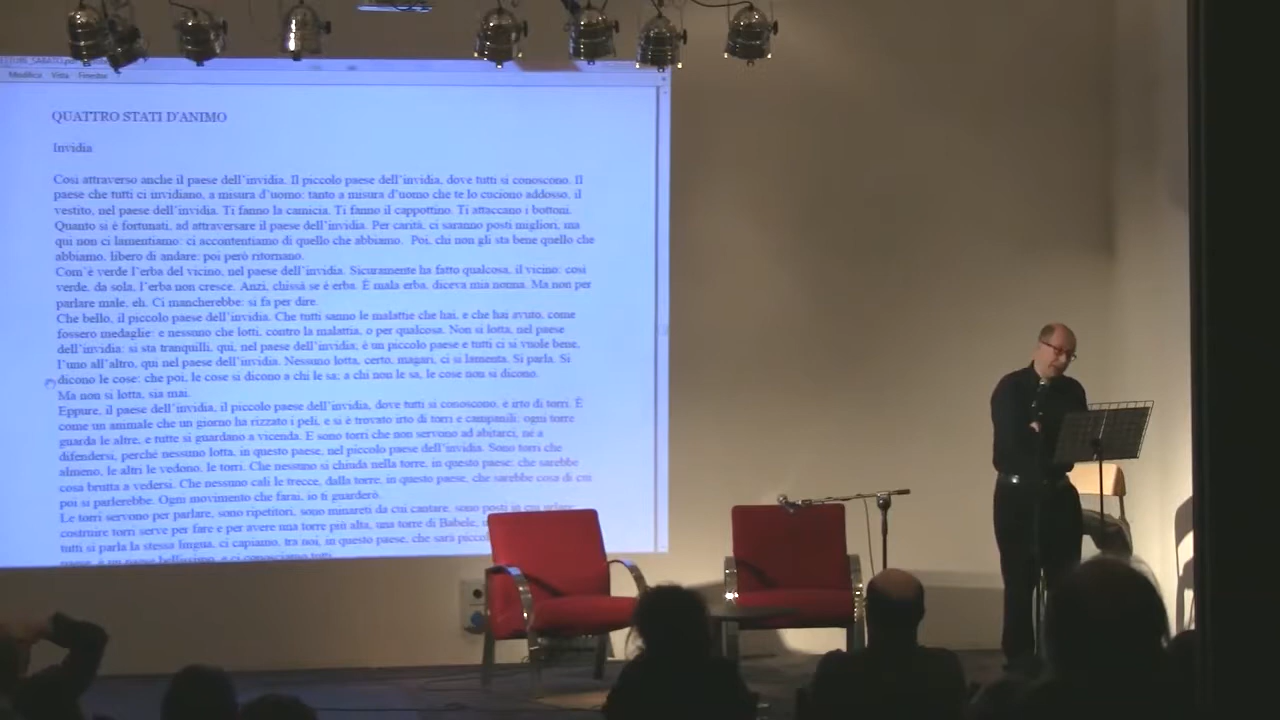 Modifica Vista Finestra ?
QUATTRO STATI D'ANIMO
Invidia
Così attraverso anche il paese dell'invidia. Il piccolo paese dell'invidia, dove tutti si conoscono. Il
paese che tutti ci invidiano, a misura d'uomo: tanto a misura d'uomo che te lo cuciono addosso, il
vestito, nel paese dell'invidia. Ti fanno la camicia. Ti fanno il cappottino. Ti attaccano i bottoni.
Quanto si è fortunati, ad attraversare il paese dell'invidia. Per carità, ci saranno posti migliori, ma
qui non ci lamentiamo: ci accontentiamo di quello che abbiamo. Poi, chi non gli sta bene quello che
abbiamo, libero di andare: poi però ritornano.
Com'è verde l'erba del vicino, nel paese dell'invidia. Sicuramente ha fatto qualcosa, il vicino: così
verde, da sola, l'erba non cresce. Anzi, chissà se è erba. È mala erba, diceva mia nonna. Ma non per
parlare male, eh. Ci mancherebbe: si fa per dire.
Che bello, il piccolo paese dell'invidia. Che tutti sanno le malattie che hai, e che hai avuto, come
fossero medaglie: e nessuno che lotti, contro la malattia, o per qualcosa. Non si lotta, nel paese
dell'invidia: si sta tranquilli, qui, nel paese dell'invidia, è un piccolo paese e tutti ci si vuole bene,
l'uno all'altro, qui nel paese dell'invidia. Nessuno lotta, certo, magari, ci si lamenta. Si parla. Si
dicono le cose: che poi, le cose si dicono a chi le sa: a chi non le sa, le cose non si dicono.
Ma non si lotta, sia mai.
Eppure, il paese dell'invidia, il piccolo paese dell'invidia, dove tutti si conoscono, è irto di torri. È
come un animale che un giorno ha rizzato i peli, e si è trovato irto di torri e campanili: ogni torre
guarda le altre, e tutte si guardano a vicenda. E sono torri che non servono ad abitarci, né a
difendersi, perché nessuno lotta, in questo paese, nel piccolo paese dell'invidia. Sono torri che
almeno, le altri le vedono, le torri. Che nessuno si chiuda nella torre, in questo paese: che sarebbe
cosa brutta a vedersi. Che nessuno cali le trecce, dalla torre, in questo paese, che sarebbe cosa di cui
poi si parlerebbe. Ogni movimento che farai, io ti guarderò.
Le torri servono per parlare, sono ripetitori, sono minareti da cui cantare, sono posti in cui urlare,
costruire torri serve per fare e per avere una torre più alta, una torre di Babele,
tutti si parla la stessa lingua, ci capiamo, tra noi, in questo paese, che sarà piccol
paese, è un paese bellissimo, e ci conosciamo tutti.